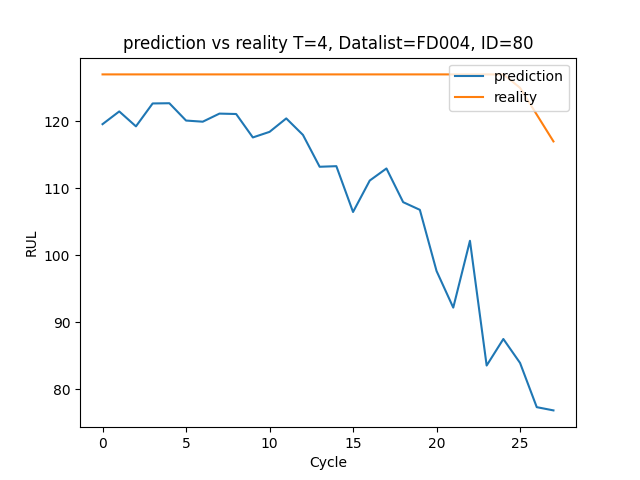 prediction vs reality T=4, Datalist=FD004, ID=80
prediction
reality
120
110
100
90
80
RUL
0 5 10 15 20 25
Cycle